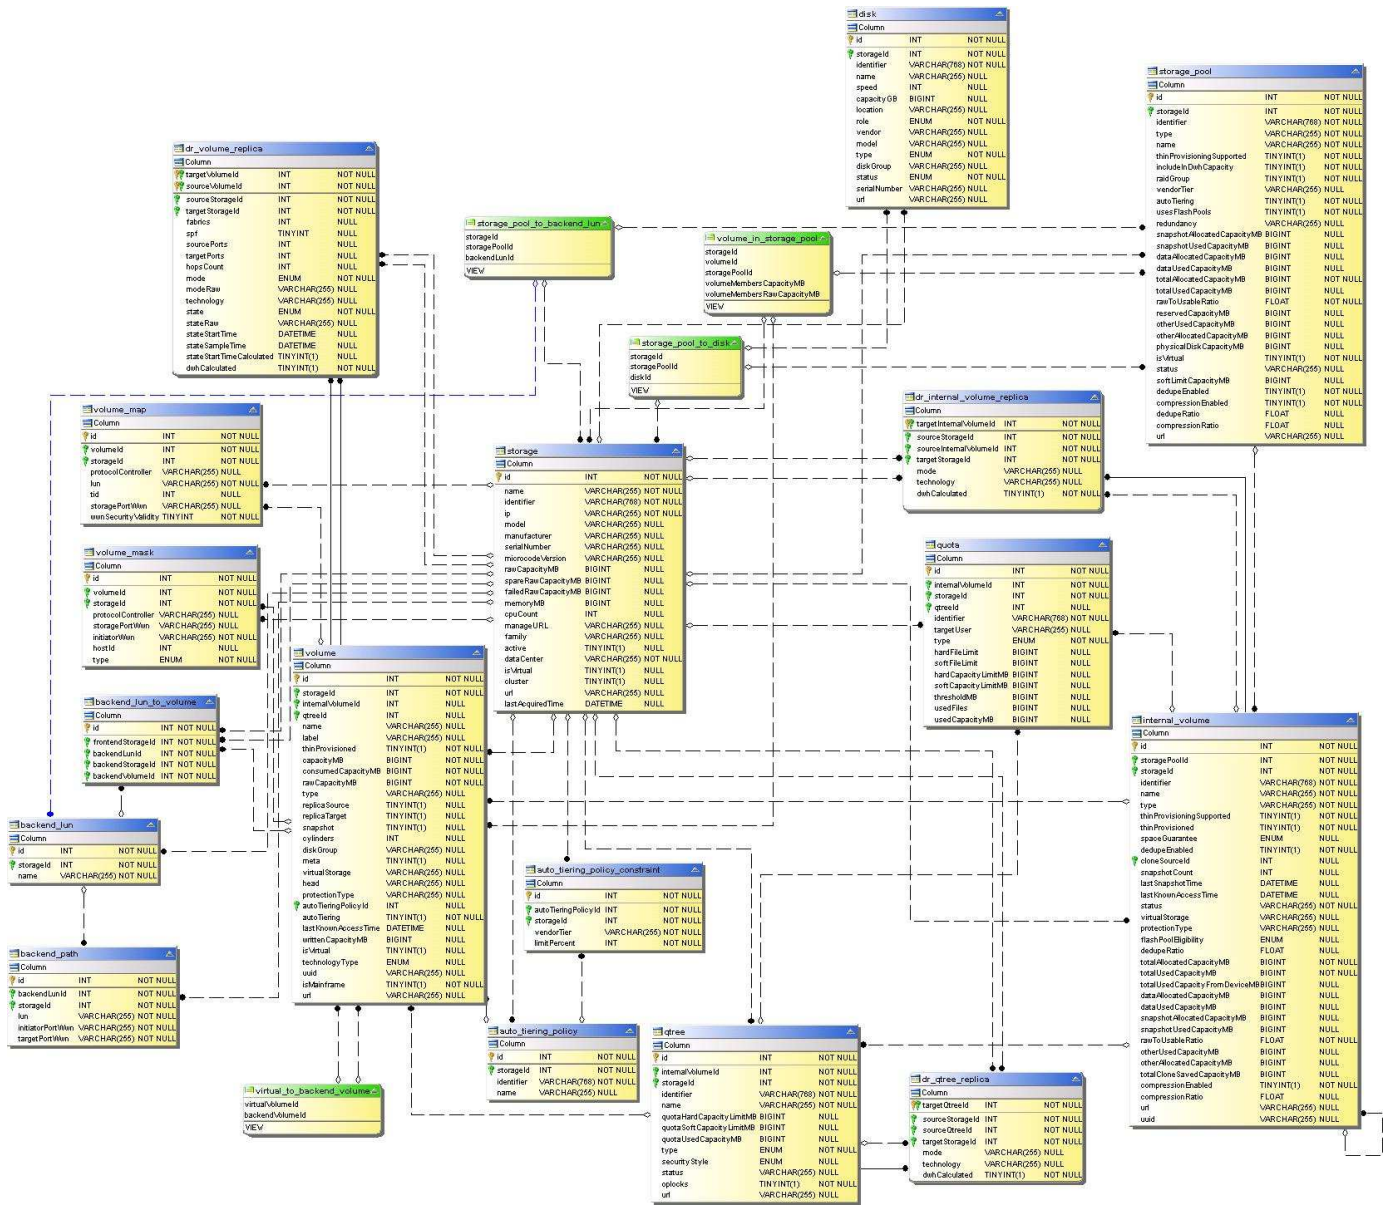 disk
Column
id INT NOT NULL
storageId INT NOT NULL
identifier VARCHAR(768) NOT NULL
name VARCHAR(255) NULL
speed INT NULL
capacityGB BIGINT NULL
location VARCHAR(255) NULL
role ENUM NOT NULL
vendor VARCHAR(255) NULL
model VARCHAR(255) NULL
type ENUM NOT NULL
diskGroup VARCHAR(255) NULL
status ENUM NOT NULL
serialNumber VARCHAR(255) NULL
url VARCHAR(255) NULL
storage_pool
Column
id INT NOT NULL
storageId INT NOT NULL
identifier VARCHAR(768) NOT NULL
type VARCHAR(255) NOT NULL
name VARCHAR(255) NOT NULL
thinProvisioningSupported TINYINT(1) NOT NULL
includeInDwhCapacity TINYINT(1) NOT NULL
raidGroup TINYINT(1) NOT NULL
vendorTier VARCHAR(255) NULL
autoTiering TINYINT(1) NOT NULL
usesFlashPools TINYINT(1) NOT NULL
redundancy VARCHAR(255) NULL
snapshotAllocatedCapacityMB BIGINT NULL
snapshotUsedCapacityMB BIGINT NULL
dataAllocatedCapacityMB BIGINT NULL
dataUsedCapacityMB BIGINT NULL
totalAllocatedCapacityMB BIGINT NOT NULL
totalUsedCapacityMB BIGINT NULL
rawToUsableRatio FLOAT NOT NULL
reservedCapacityMB BIGINT NULL
otherUsedCapacityMB BIGINT NULL
otherAllocatedCapacityMB BIGINT NULL
physicalDiskCapacityMB BIGINT NULL
isVirtual TINYINT(1) NOT NULL
status VARCHAR(255) NULL
softLimitCapacityMB BIGINT NULL
dedupeEnabled TINYINT(1) NOT NULL
compressionEnabled TINYINT(1) NOT NULL
dedupeRatio FLOAT NULL
compressionRatio FLOAT NULL
url VARCHAR(255) NULL
dr_volume_replica
Column
targetVolumeId INT NOT NULL
sourceVolumeId INT NOT NULL
sourceStorageId INT NOT NULL
targetStorageId INT NOT NULL
fabrics INT NULL
spf TINYINT NULL
sourcePorts INT NULL
targetPorts INT NULL
hopsCount INT NULL
mode ENUM NOT NULL
modeRaw VARCHAR(255) NULL
technology VARCHAR(255) NULL
state ENUM NOT NULL
stateRaw VARCHAR(255) NULL
stateStartTime DATETIME NULL
stateSampleTime DATETIME NULL
stateStartTimeCalculated TINYINT(1) NULL
dwhCalculated TINYINT(1) NOT NULL
storage_pool_to_backend_lun
storageId
storagePoolId
backendLunId
VIEW
volume_in_storage_pool
storageId
volumeId
storagePoolId
volumeMembersCapacityMB
volumeMembersRawCapacityMB
VIEW
storage_pool_to_disk
storageId
storagePoolId
diskId
VIEW
dr_internal_volume_replica
Column
targetInternalVolumeId INT NOT NULL
sourceStorageId INT NOT NULL
sourceInternalVolumeId INT NOT NULL
targetStorageId INT NOT NULL
mode VARCHAR(255) NULL
technology VARCHAR(255) NULL
dwhCalculated TINYINT(1) NOT NULL
volume_map
Column
id INT NOT NULL
volumeId INT NOT NULL
storageId INT NOT NULL
protocolController VARCHAR(255) NULL
lun VARCHAR(255) NOT NULL
tid INT NULL
storagePortWwn VARCHAR(255) NULL
wwnSecurityValidity TINYINT NOT NULL
storage
Column
id INT NOT NULL
name VARCHAR(255) NOT NULL
identifier VARCHAR(768) NOT NULL
ip VARCHAR(255) NOT NULL
model VARCHAR(255) NULL
manufacturer VARCHAR(255) NULL
serialNumber VARCHAR(255) NULL
microcodeVersion VARCHAR(255) NULL
rawCapacityMB BIGINT NULL
spareRawCapacityMB BIGINT NULL
failedRawCapacityMB BIGINT NULL
memoryMB BIGINT NULL
cpuCount INT NULL
manageURL VARCHAR(255) NULL
family VARCHAR(255) NULL
active TINYINT(1) NULL
dataCenter VARCHAR(255) NOT NULL
isVirtual TINYINT(1) NULL
cluster TINYINT(1) NULL
url VARCHAR(255) NULL
lastAcquiredTime DATETIME NULL
volume_mask
Column
id INT NOT NULL
volumeId INT NOT NULL
storageId INT NOT NULL
protocolController VARCHAR(255) NULL
storagePortWwn VARCHAR(255) NULL
initiatorWwn VARCHAR(255) NOT NULL
hostId INT NULL
type ENUM NOT NULL
quota
Column
id INT NOT NULL
internalVolumeId INT NOT NULL
storageId INT NOT NULL
qtreeId INT NULL
identifier VARCHAR(768) NOT NULL
targetUser VARCHAR(255) NULL
type ENUM NOT NULL
hardFileLimit BIGINT NULL
softFileLimit BIGINT NULL
hardCapacityLimitMB BIGINT NULL
softCapacityLimitMB BIGINT NULL
thresholdMB BIGINT NULL
usedFiles BIGINT NULL
usedCapacityMB BIGINT NULL
volume
Column
id INT NOT NULL
storageId INT NOT NULL
internalVolumeId INT NULL
qtreeId INT NULL
name VARCHAR(255) NOT NULL
label VARCHAR(255) NULL
thinProvisioned TINYINT(1) NOT NULL
capacityMB BIGINT NOT NULL
consumedCapacityMB BIGINT NOT NULL
rawCapacityMB BIGINT NOT NULL
type VARCHAR(255) NULL
replicaSource TINYINT(1) NULL
replicaTarget TINYINT(1) NULL
snapshot TINYINT(1) NULL
cylinders INT NULL
diskGroup VARCHAR(255) NULL
meta TINYINT(1) NULL
virtualStorage VARCHAR(255) NULL
head VARCHAR(255) NULL
protectionType VARCHAR(255) NULL
autoTieringPolicyId INT NULL
autoTiering TINYINT(1) NOT NULL
lastKnownAccessTime DATETIME NULL
writtenCapacityMB BIGINT NULL
isVirtual TINYINT(1) NULL
technologyType ENUM NULL
uuid VARCHAR(255) NULL
isMainframe TINYINT(1) NOT NULL
url VARCHAR(255) NULL
backend_lun_to_volume
Column
id INT NOT NULL
frontendStorageId INT NOT NULL
backendLunId INT NOT NULL
backendStorageId INT NOT NULL
backendVolumeId INT NOT NULL
internal_volume
Column
id INT NOT NULL
storagePoolId INT NOT NULL
storageId INT NOT NULL
identifier VARCHAR(768) NOT NULL
name VARCHAR(255) NOT NULL
type VARCHAR(255) NOT NULL
thinProvisioningSupported TINYINT(1) NOT NULL
thinProvisioned TINYINT(1) NOT NULL
spaceGuarantee ENUM NULL
dedupeEnabled TINYINT(1) NOT NULL
cloneSourceId INT NULL
snapshotCount INT NULL
lastSnapshotTime DATETIME NULL
lastKnownAccessTime DATETIME NULL
status VARCHAR(255) NOT NULL
virtualStorage VARCHAR(255) NULL
protectionType VARCHAR(255) NULL
flashPoolEligibility ENUM NULL
dedupeRatio FLOAT NULL
totalAllocatedCapacityMB BIGINT NOT NULL
totalUsedCapacityMB BIGINT NOT NULL
totalUsedCapacityFromDeviceMB BIGINT NULL
dataAllocatedCapacityMB BIGINT NULL
dataUsedCapacityMB BIGINT NULL
snapshotAllocatedCapacityMB BIGINT NULL
snapshotUsedCapacityMB BIGINT NULL
rawToUsableRatio FLOAT NOT NULL
otherUsedCapacityMB BIGINT NULL
otherAllocatedCapacityMB BIGINT NULL
totalCloneSavedCapacityMB BIGINT NULL
compressionEnabled TINYINT(1) NOT NULL
compressionRatio FLOAT NULL
url VARCHAR(255) NULL
uuid VARCHAR(255) NULL
backend_lun
Column
id INT NOT NULL
storageId INT NOT NULL
name VARCHAR(255) NOT NULL
auto_tiering_policy_constraint
Column
id INT NOT NULL
autoTieringPolicyId INT NOT NULL
storageId INT NOT NULL
vendorTier VARCHAR(255) NOT NULL
limitPercent INT NOT NULL
backend_path
Column
id INT NOT NULL
backendLunId INT NOT NULL
storageId INT NOT NULL
lun VARCHAR(255) NOT NULL
initiatorPortWwn VARCHAR(255) NOT NULL
targetPortWwn VARCHAR(255) NOT NULL
auto_tiering_policy
Column
id INT NOT NULL
storageId INT NOT NULL
identifier VARCHAR(768) NOT NULL
name VARCHAR(255) NULL
qtree
Column
id INT NOT NULL
internalVolumeId INT NOT NULL
storageId INT NOT NULL
identifier VARCHAR(768) NOT NULL
name VARCHAR(255) NOT NULL
quotaHardCapacityLimitMB BIGINT NULL
quotaSoftCapacityLimitMB BIGINT NULL
quotaUsedCapacityMB BIGINT NULL
type ENUM NOT NULL
securityStyle ENUM NULL
status VARCHAR(255) NULL
oplocks TINYINT(1) NOT NULL
url VARCHAR(255) NULL
dr_qtree_replica
Column
targetQtreeId INT NOT NULL
sourceStorageId INT NOT NULL
sourceQtreeId INT NOT NULL
targetStorageId INT NOT NULL
mode VARCHAR(255) NULL
technology VARCHAR(255) NULL
dwhCalculated TINYINT(1) NOT NULL
virtual_to_backend_volume
virtualVolumeId
backendVolumeId
VIEW